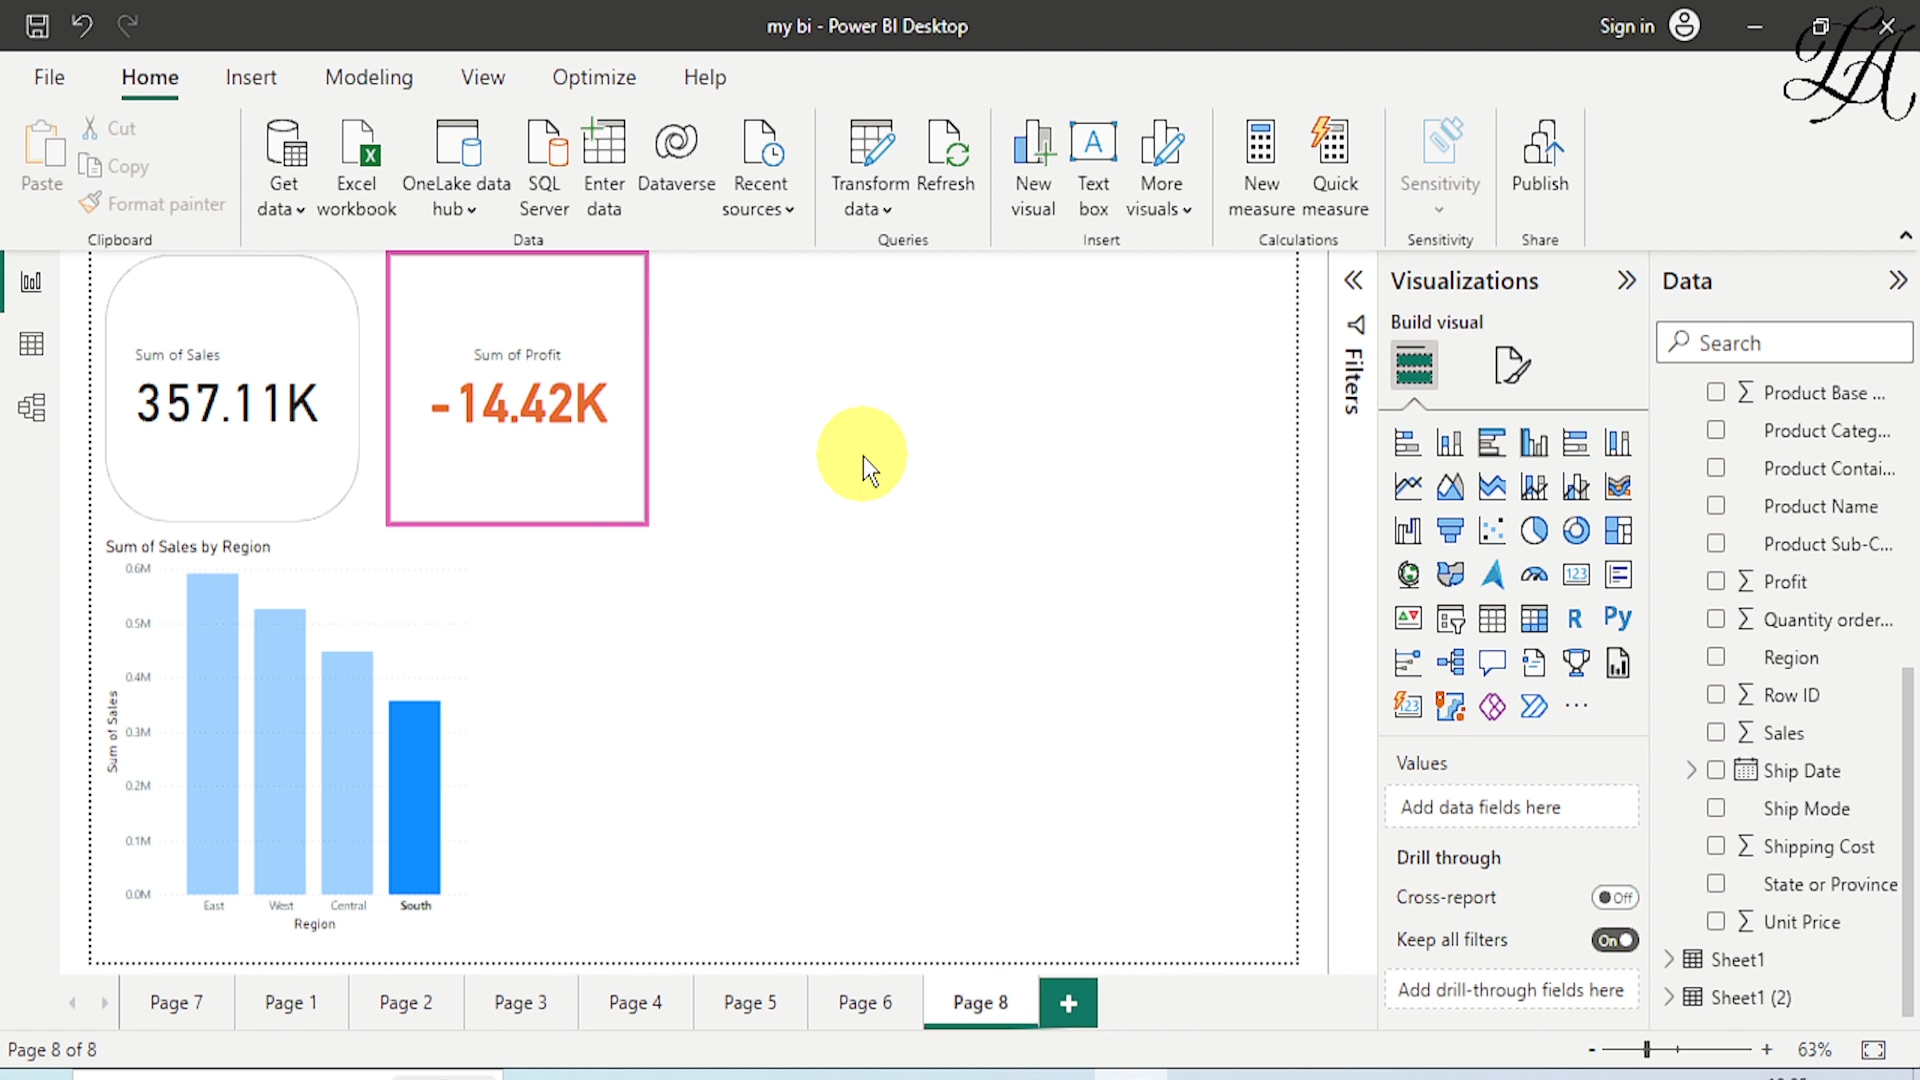 my bi - Power BI Desktop
Sign in
LA
File Home Insert Modeling View Optimize Help
Paste
Cut
Copy
Format painter
Get data
Excel workbook
OneLake data hub
SQL Server
Enter data
Dataverse
Recent sources
Transform data
Refresh
New visual
Text box
More visuals
New measure
Quick measure
Sensitivity
Publish
Clipboard
Data
Queries
Insert
Calculations
Sensitivity
Share
Sum of Sales
357.11K
Sum of Profit
-14.42K
Sum of Sales by Region
0.6M
0.5M
0.4M
0.3M
0.2M
0.1M
0.0M
Sum of Sales
East West Central South
Region
Filters
Visualizations
Build visual
123
R
Py
123
Values
Add data fields here
Drill through
Cross-report Off
Keep all filters On
Add drill-through fields here
Data
Search
Product Base ...
Product Categ...
Product Contai...
Product Name
Product Sub-C...
Profit
Quantity order...
Region
Row ID
Sales
Ship Date
Ship Mode
Shipping Cost
State or Province
Unit Price
Sheet1
Sheet1 (2)
Page 7 Page 1 Page 2 Page 3 Page 4 Page 5 Page 6 Page 8
Page 8 of 8
- + 63%